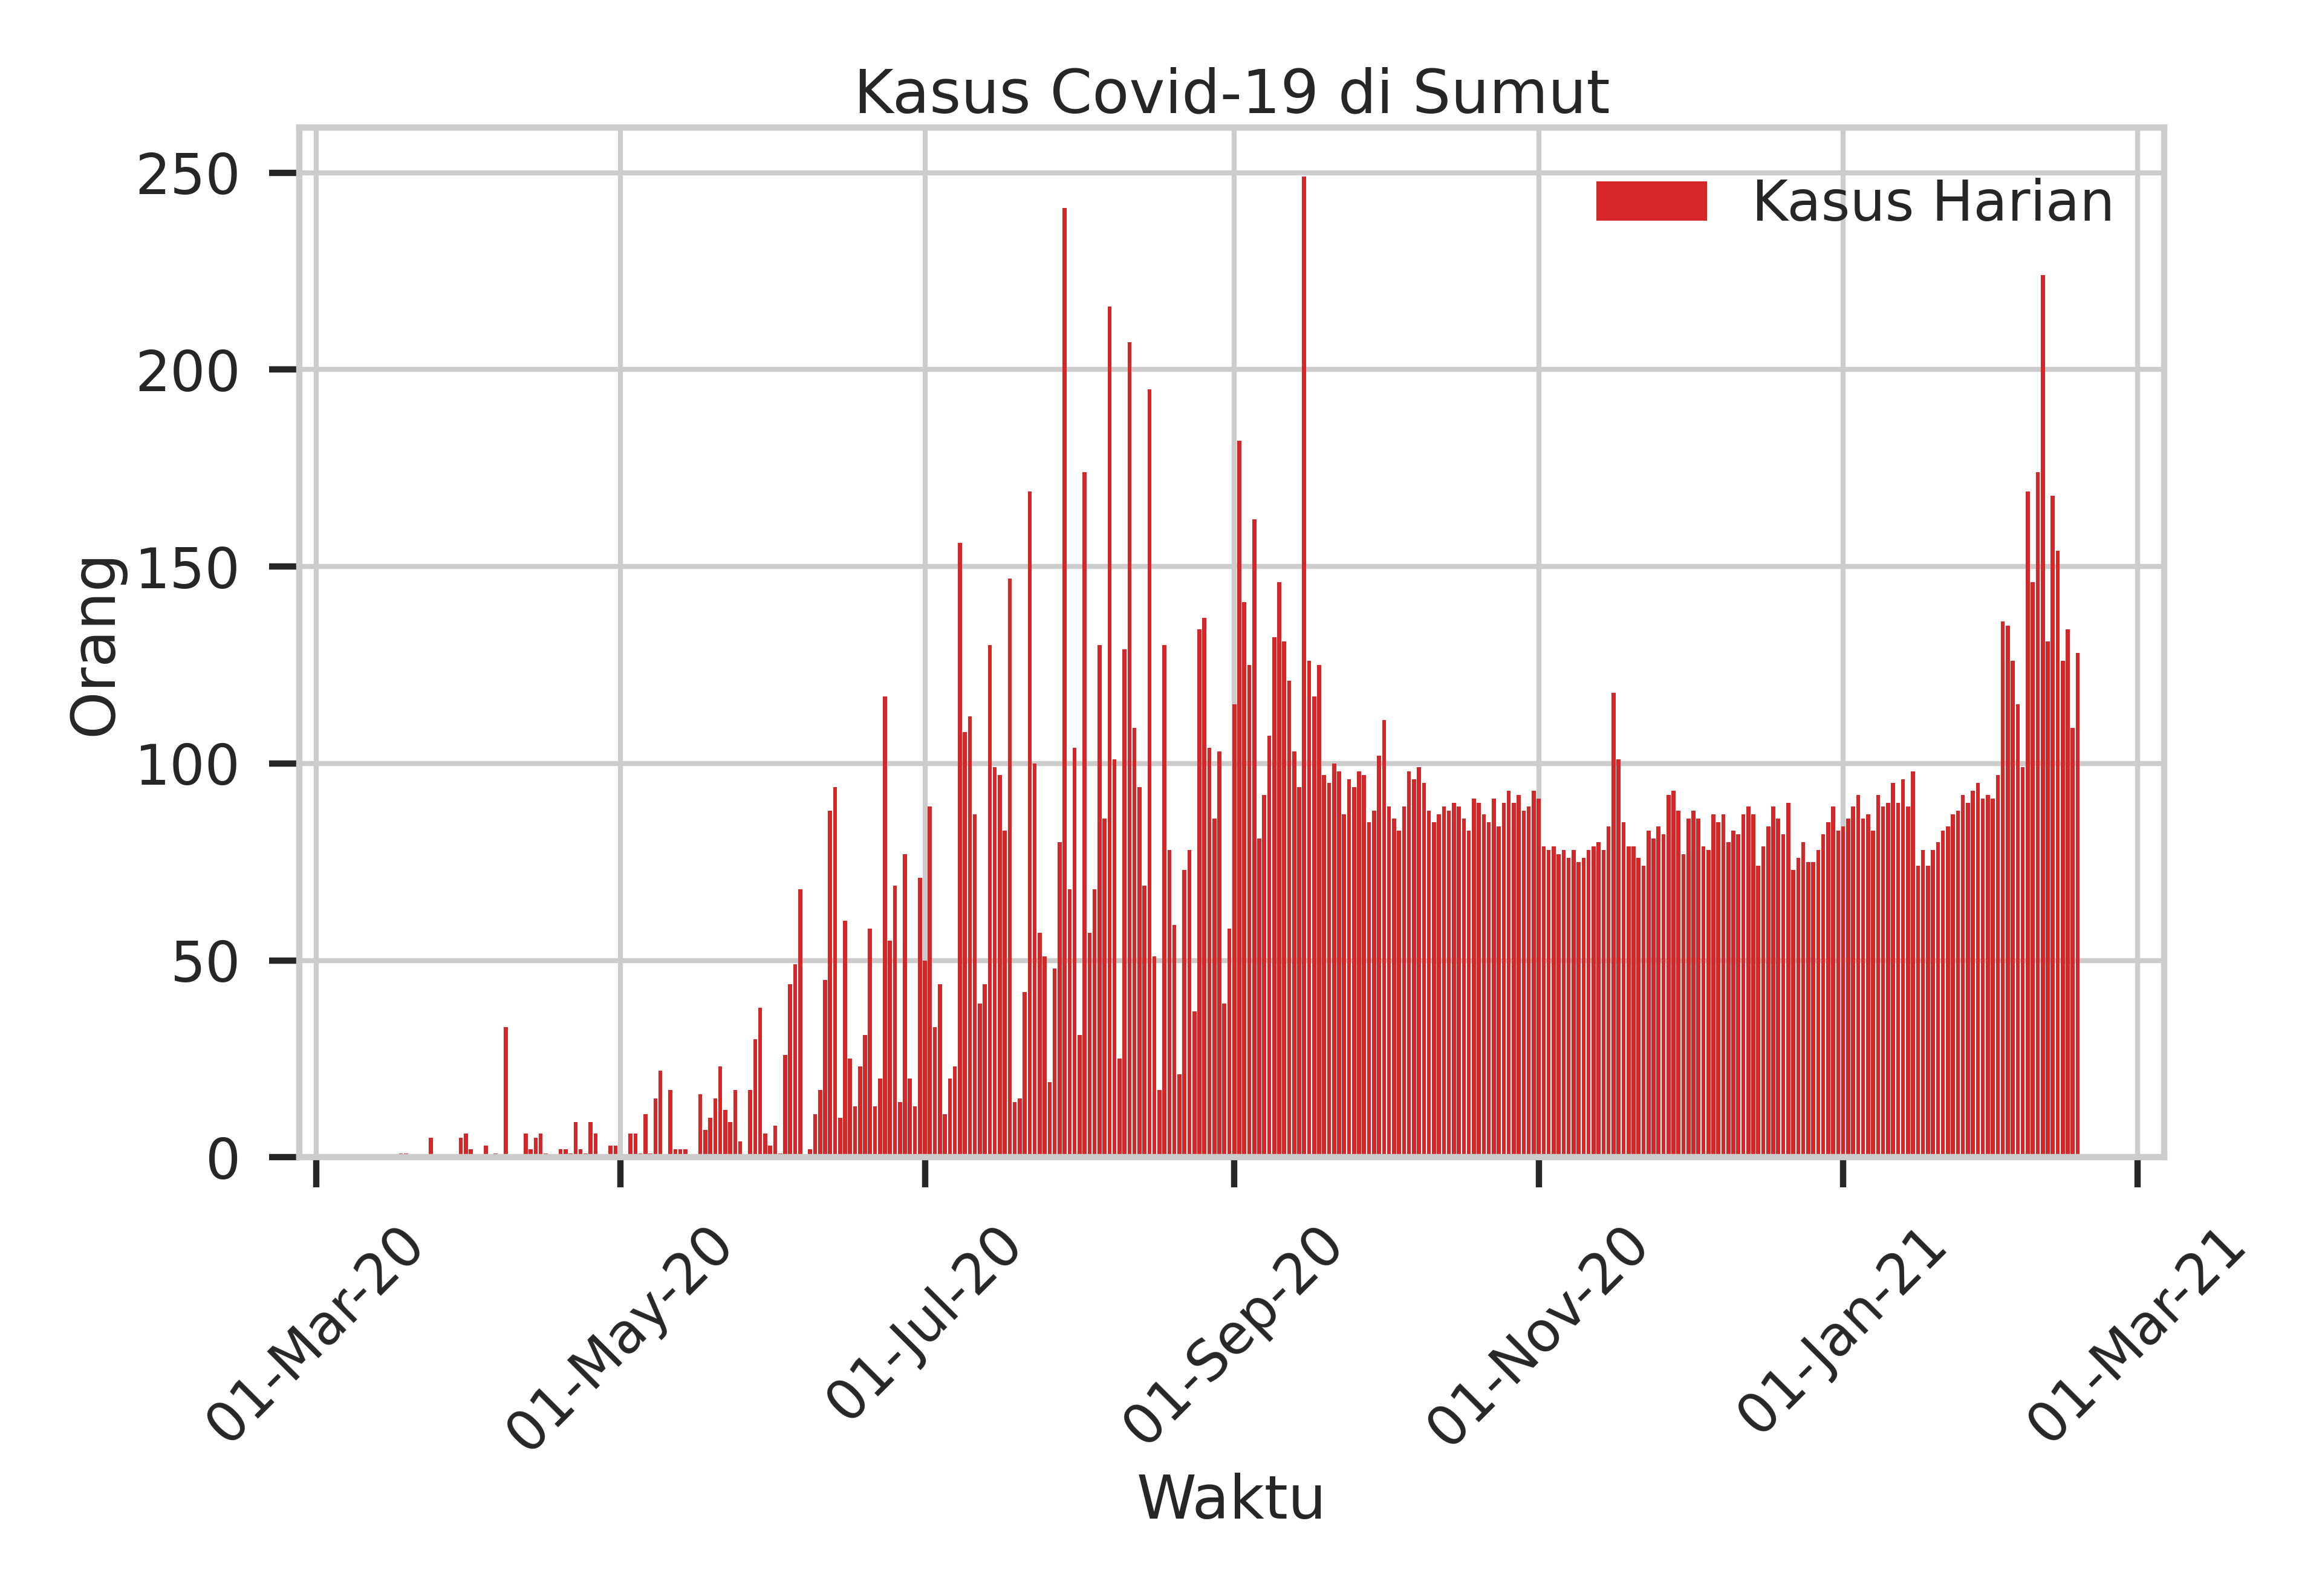 Kasus Covid-19 di Sumut
Kasus Harian
Orang
250
200
150
100
50
0
01-Mar-20
01-May-20
01-Jul-20
01-Sep-20
01-Nov-20
01-Jan-21
01-Mar-21
Waktu